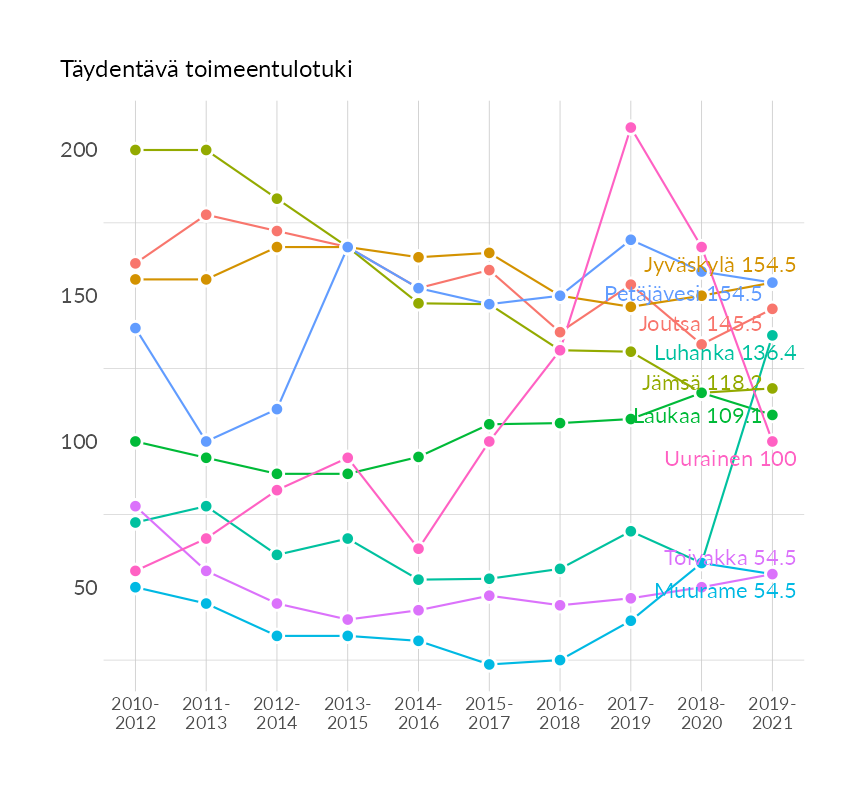 Täydentävä toimeentulotuki
200
150
100
50
Jyväskylä 154.5
Petäjävesi 154.5
Joutsa 145.5
Luhanka 136.4
Jämsä 118.2
Laukaa 109.1
Uurainen 100
Toivakka 54.5
Muurame 54.5
2010- 2011- 2012- 2013- 2014- 2015- 2016- 2017- 2018- 2019-
2012 2013 2014 2015 2016 2017 2018 2019 2020 2021